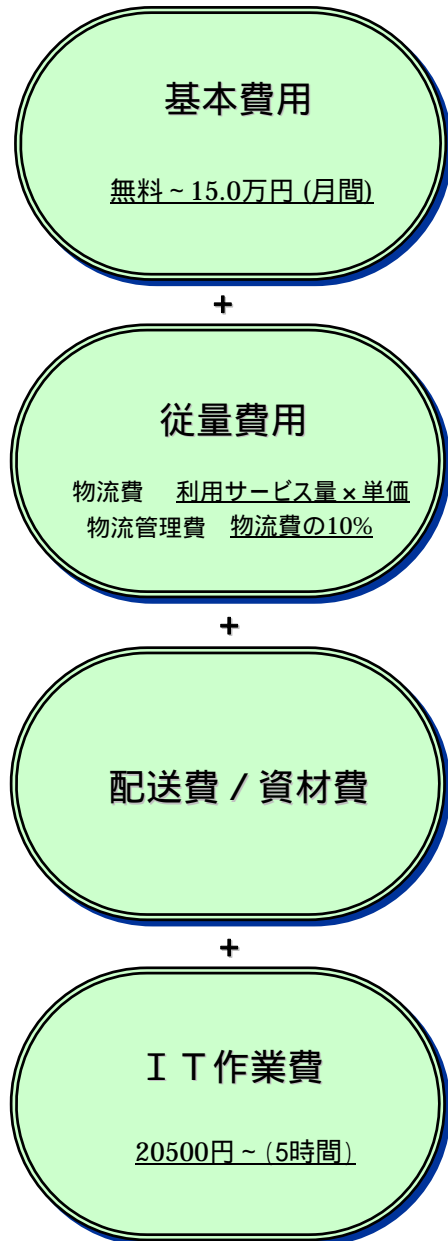 基本費用
無料～15.0万円 (月間)
+
従量費用
物流費　利用サービス量×単価
物流管理費　物流費の10%
+
配送費／資材費
+
ＩＴ作業費
20500円～(5時間)